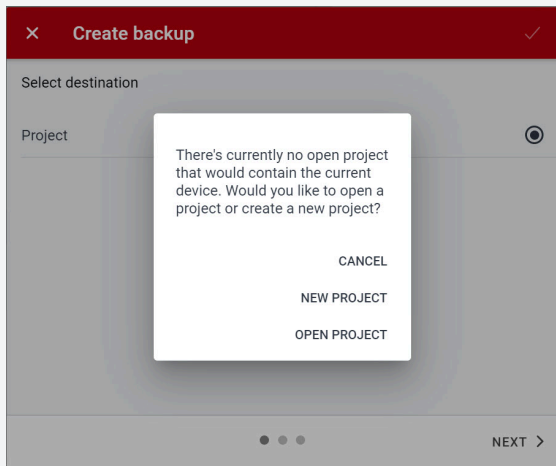 Create backup
Select destination
Project
There's currently no open project
that would contain the current
device. Would you like to open a
project or create a new project?
CANCEL
NEW PROJECT
OPEN PROJECT
NEXT